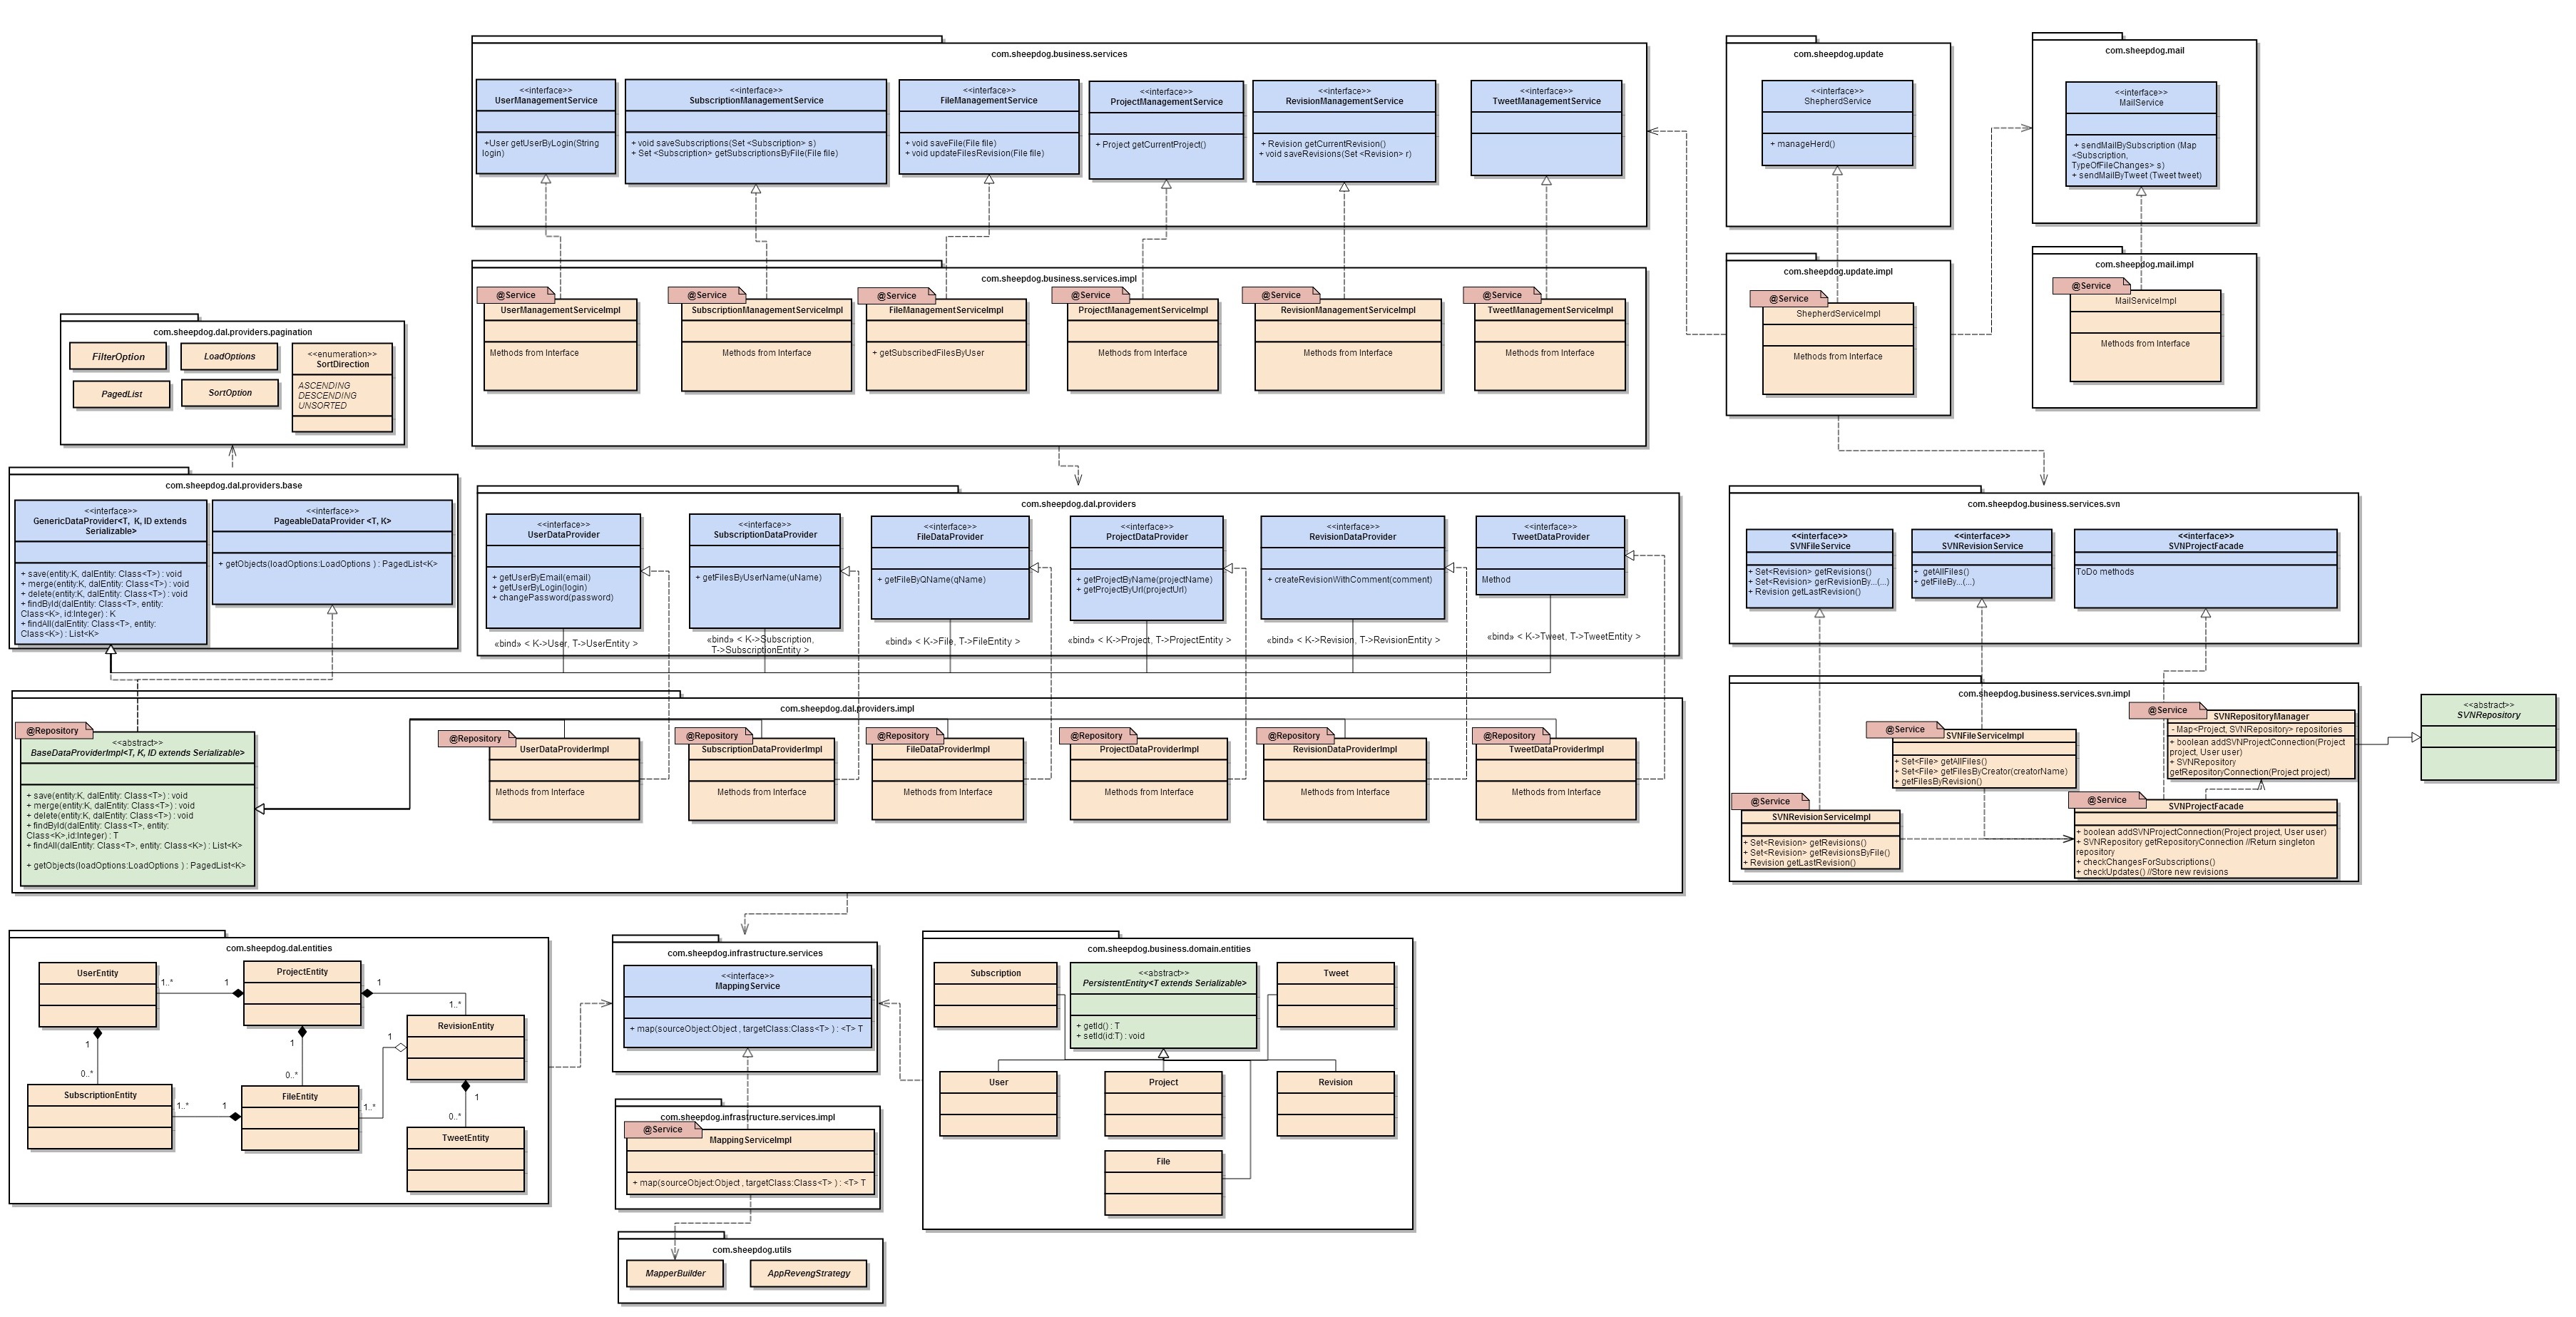 com.sheepdog.business.services
<<interface>>
UserManagementService
+User getUserByLogin(String
login)
<<interface>>
SubscriptionManagementService
+ void saveSubscriptions(Set <Subscription> s)
+ Set <Subscription> getSubscriptionsByFile(File file)
<<interface>>
FileManagementService
+ void saveFile(File file)
+ void updateFilesRevision(File file)
<<interface>>
ProjectManagementService
+ Project getCurrentProject()
<<interface>>
RevisionManagementService
+ Revision getCurrentRevision()
+ void saveRevisions(Set <Revision> r)
<<interface>>
TweetManagementService
com.sheepdog.update
<<interface>>
ShepherdService
+ manageHerd()
com.sheepdog.mail
<<interface>>
MailService
+ sendMailBySubscription (Map
<Subscription,
TypeOfFileChanges> s)
+ sendMailByTweet (Tweet tweet)
com.sheepdog.business.services.impl
@Service
UserManagementServiceImpl
Methods from Interface
@Service
SubscriptionManagementServiceImpl
Methods from Interface
@Service
FileManagementServiceImpl
+ getSubscribedFilesByUser
@Service
ProjectManagementServiceImpl
Methods from Interface
@Service
RevisionManagementServiceImpl
Methods from Interface
@Service
TweetManagementServiceImpl
Methods from Interface
com.sheepdog.update.impl
@Service
ShepherdServiceImpl
Methods from Interface
com.sheepdog.mail.impl
@Service
MailServiceImpl
Methods from Interface
com.sheepdog.dal.providers.pagination
FilterOption
LoadOptions
PagedList
SortOption
<<enumeration>>
SortDirection
ASCENDING
DESCENDING
UNSORTED
com.sheepdog.dal.providers.base
<<interface>>
GenericDataProvider<T, K, ID extends
Serializable>
+ save(entity:K, dalEntity: Class<T>) : void
+ merge(entity:K, dalEntity: Class<T>) : void
+ delete(entity:K, dalEntity: Class<T>) : void
+ findById(dalEntity: Class<T>, entity:
Class<K>, id:Integer) : K
+ findAll(dalEntity: Class<T>, entity:
Class<K>) : List<K>
<<interface>>
PageableDataProvider <T, K>
+ getObjects(loadOptions:LoadOptions ) : PagedList<K>
com.sheepdog.dal.providers
<<interface>>
UserDataProvider
+ getUserByEmail(email)
+ getUserByLogin(login)
+ changePassword(password)
«bind» < K->User, T->UserEntity >
<<interface>>
SubscriptionDataProvider
+ getFilesByUserName(uName)
«bind» < K->Subscription,
T->SubscriptionEntity >
<<interface>>
FileDataProvider
+ getFileByQName(qName)
«bind» < K->File, T->FileEntity >
<<interface>>
ProjectDataProvider
+ getProjectByName(projectName)
+ getProjectByUrl(projectUrl)
«bind» < K->Project, T->ProjectEntity >
<<interface>>
RevisionDataProvider
+ createRevisionWithComment(comment)
«bind» < K->Revision, T->RevisionEntity >
<<interface>>
TweetDataProvider
Method
«bind» < K->Tweet, T->TweetEntity >
com.sheepdog.business.services.svn
<<interface>>
SVNFileService
+ Set<Revision> getRevisions()
+ Set<Revision> gerRevisionBy...(...)
+ Revision getLastRevision()
<<interface>>
SVNRevisionService
+ getAllFiles()
+ getFileBy...(...)
<<interface>>
SVNProjectFacade
ToDo methods
com.sheepdog.dal.providers.impl
@Repository
<<abstract>>
BaseDataProviderImpl<T, K, ID extends Serializable>
+ save(entity:K, dalEntity: Class<T>) : void
+ merge(entity:K, dalEntity: Class<T>) : void
+ delete(entity:K, dalEntity: Class<T>) : void
+ findById(dalEntity: Class<T>, entity:
Class<K>,id:Integer) : T
+ findAll(dalEntity: Class<T>, entity: Class<K>) : List<K>
+ getObjects(loadOptions:LoadOptions ) : PagedList<K>
@Repository
UserDataProviderImpl
Methods from Interface
@Repository
SubscriptionDataProviderImpl
Methods from Interface
@Repository
FileDataProviderImpl
Methods from Interface
@Repository
ProjectDataProviderImpl
Methods from Interface
@Repository
RevisionDataProviderImpl
Methods from Interface
@Repository
TweetDataProviderImpl
Methods from Interface
com.sheepdog.business.services.svn.impl
@Service
SVNRepositoryManager
- Map<Project, SVNRepository> repositories
+ boolean addSVNProjectConnection(Project
project, User user)
+ SVNRepository
getRepositoryConnection(Project project)
@Service
SVNFileServiceImpl
+ Set<File> getAllFiles()
+ Set<File> getFilesByCreator(creatorName)
+ getFilesByRevision()
@Service
SVNRevisionServiceImpl
+ Set<Revision> getRevisions()
+ Set<Revision> getRevisionsByFile()
+ Revision getLastRevision()
@Service
SVNProjectFacade
+ boolean addSVNProjectConnection(Project project, User user)
+ SVNRepository getRepositoryConnection //Return singleton
repository
+ checkChangesForSubscriptions()
+ checkUpdates() //Store new revisions
<<abstract>>
SVNRepository
com.sheepdog.dal.entities
UserEntity
1..*
1
ProjectEntity
1
1..*
RevisionEntity
1
0..*
1
0..*
1
1..*
SubscriptionEntity
1..*
1
FileEntity
1
0..*
TweetEntity
com.sheepdog.infrastructure.services
<<interface>>
MappingService
+ map(sourceObject:Object , targetClass:Class<T> ) : <T> T
com.sheepdog.infrastructure.services.impl
@Service
MappingServiceImpl
+ map(sourceObject:Object , targetClass:Class<T> ) : <T> T
com.sheepdog.utils
MapperBuilder
AppRevengStrategy
com.sheepdog.business.domain.entities
Subscription
<<abstract>>
PersistentEntity<T extends Serializable>
+ getId() : T
+ setId(id:T) : void
Tweet
User
Project
Revision
File